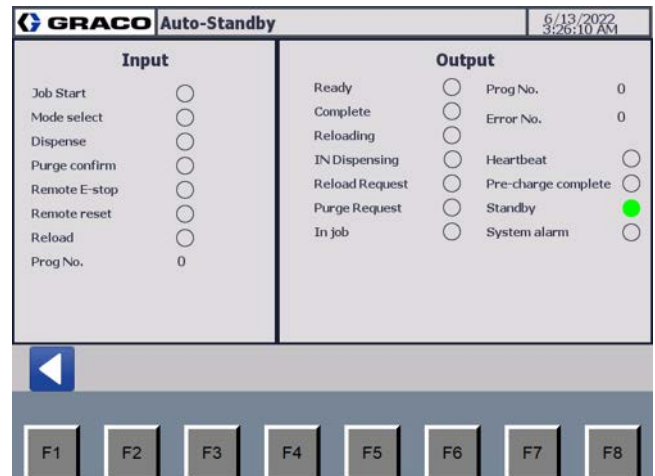 GRACO Auto-Standby 6/13/2022
3:26:10 AM
Input
Job Start
Mode select
Dispense
Purge confirm
Remote E-stop
Remote reset
Reload
Prog No. 0
Output
Ready
Complete
Reloading
IN Dispensing
Reload Request
Purge Request
In job
Prog No. 0
Error No. 0
Heartbeat
Pre-charge complete
Standby
System alarm
F1 F2 F3 F4 F5 F6 F7 F8